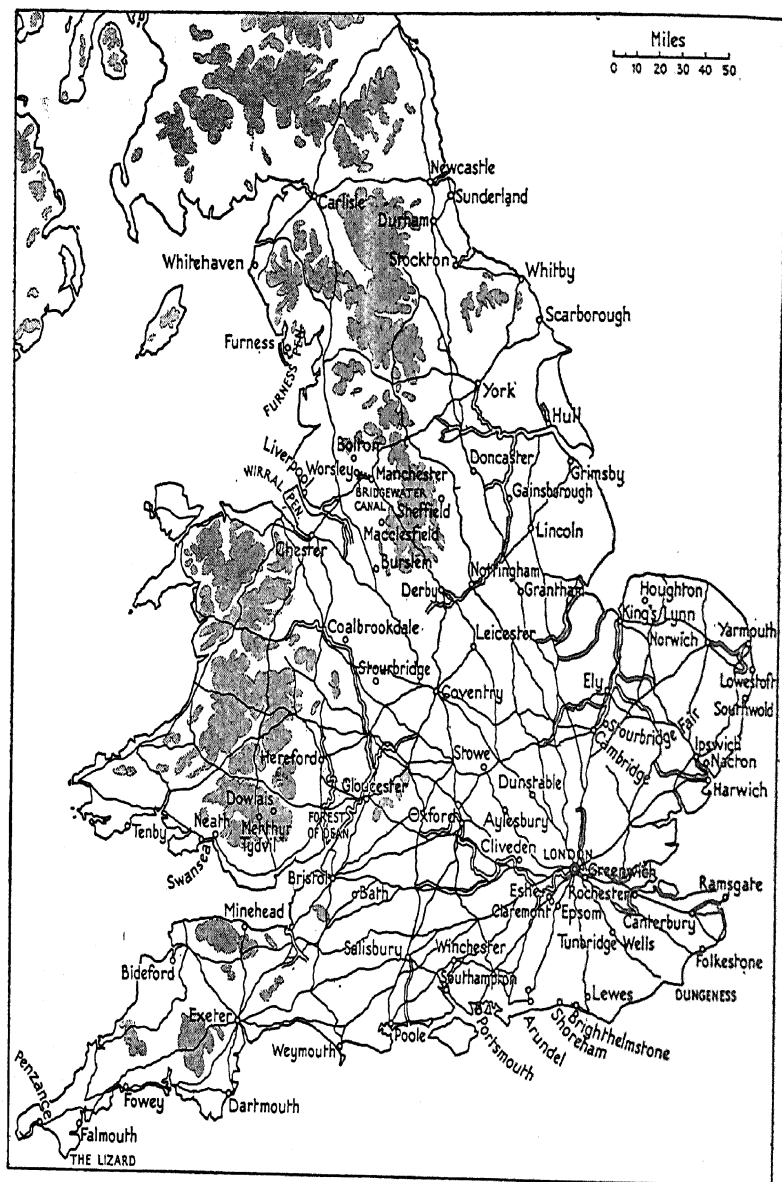 Miles
0 10 20 30 40 50
Newcastle
Carlisle
Sunderland
Durham
Stockton
Whitehaven
Whitby
Scarborough
Furness
FURNESS PEN.
York
Hull
Bolton
Liverpool
Worsley
Manchester
Doncaster
Grimsby
WIRRAL PEN.
BRIDGEWATER
CANAL
Sheffield
Gainsborough
Macclesfield
Lincoln
Chester
Burslem
Nottingham
Derby
Grantham
Houghton
King's Lynn
Coalbrookdale
Leicester
Norwich
Yarmouth
Stourbridge
Lowestoft
Ely
Coventry
Southwold
Stourbridge Fair
Cambridge
Ipswich
Nacton
Hereford
Stowe
Harwich
Gloucester
Dunstable
Dowlais
Merthyr
Tydvil
FOREST
OF DEAN
Oxford
Aylesbury
Tenby
Neath
Swansea
Cliveden
LONDON
Greenwich
Bristol
Bath
Esher
Rochester
Ramsgate
Claremont
Epsom
Canterbury
Minehead
Salisbury
Winchester
Tunbridge Wells
Bideford
Southampton
Folkestone
Lewes
DUNGENESS
Exeter
Weymouth
Poole
Portsmouth
Arundel
Shoreham
Brighthelmstone
Penzance
Fowey
Dartmouth
Falmouth
THE LIZARD